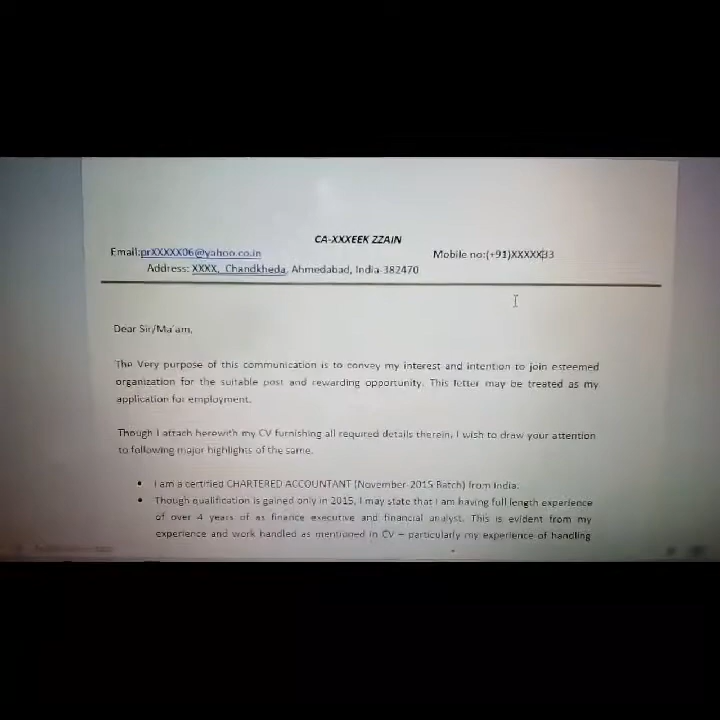 CA-XXXEEK ZZAIN
Email:prXXXXX06@yahoo.co.in Mobile no:(+91)XXXXX33
Address: XXXX, Chandkheda, Ahmedabad, India-382470
Dear Sir/Ma'am,
The Very purpose of this communication is to convey my interest and intention to join esteemed
organization for the suitable post and rewarding opportunity. This letter may be treated as my
application for employment.
Though I attach herewith my CV furnishing all required details therein, I wish to draw your attention
to following major highlights of the same.
• I am a certified CHARTERED ACCOUNTANT (November-2015 Batch) from India.
• Though qualification is gained only in 2015, I may state that I am having full length experience
of over 4 years of as finance executive and financial analyst. This is evident from my
experience and work handled as mentioned in CV – particularly my experience of handling